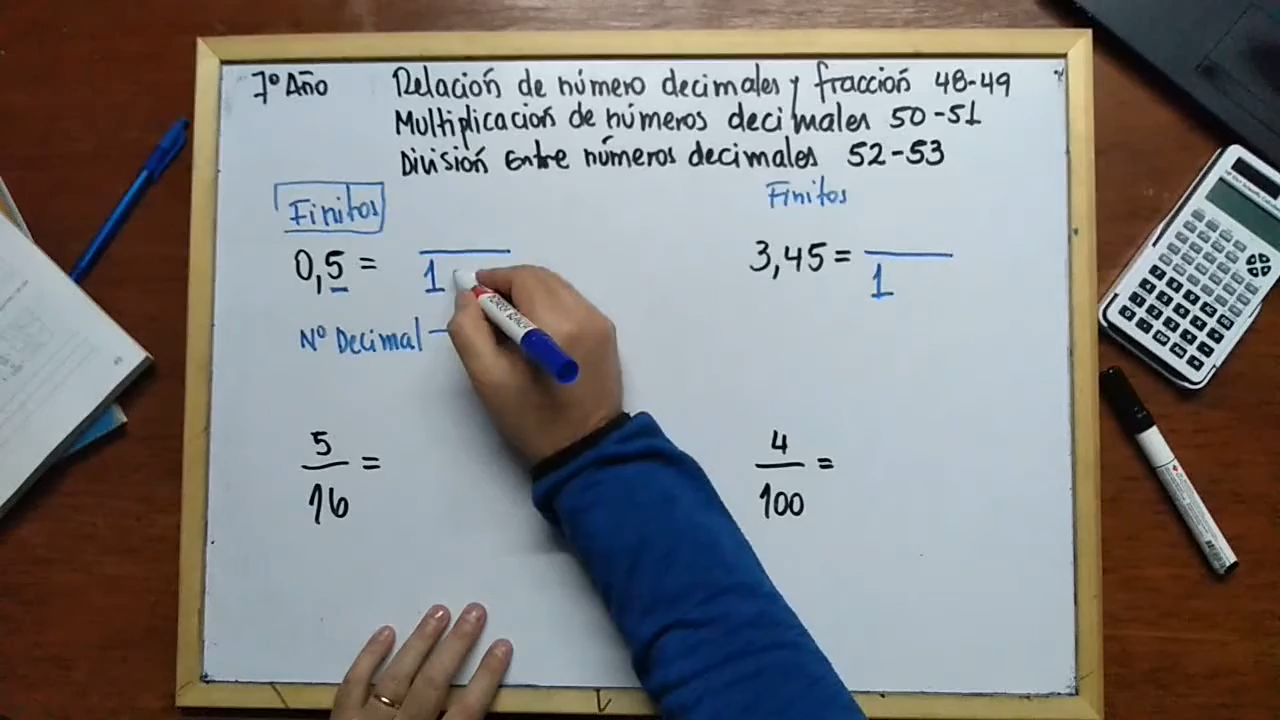 7º Año
Relación de número decimales y fracción 48-49
Multiplicación de números decimales 50-51
División Entre números decimales 52-53
Finitos
Finitos
0,5 = 1
3,45 = 1
Nº Decimal
5
16
=
4
100
=